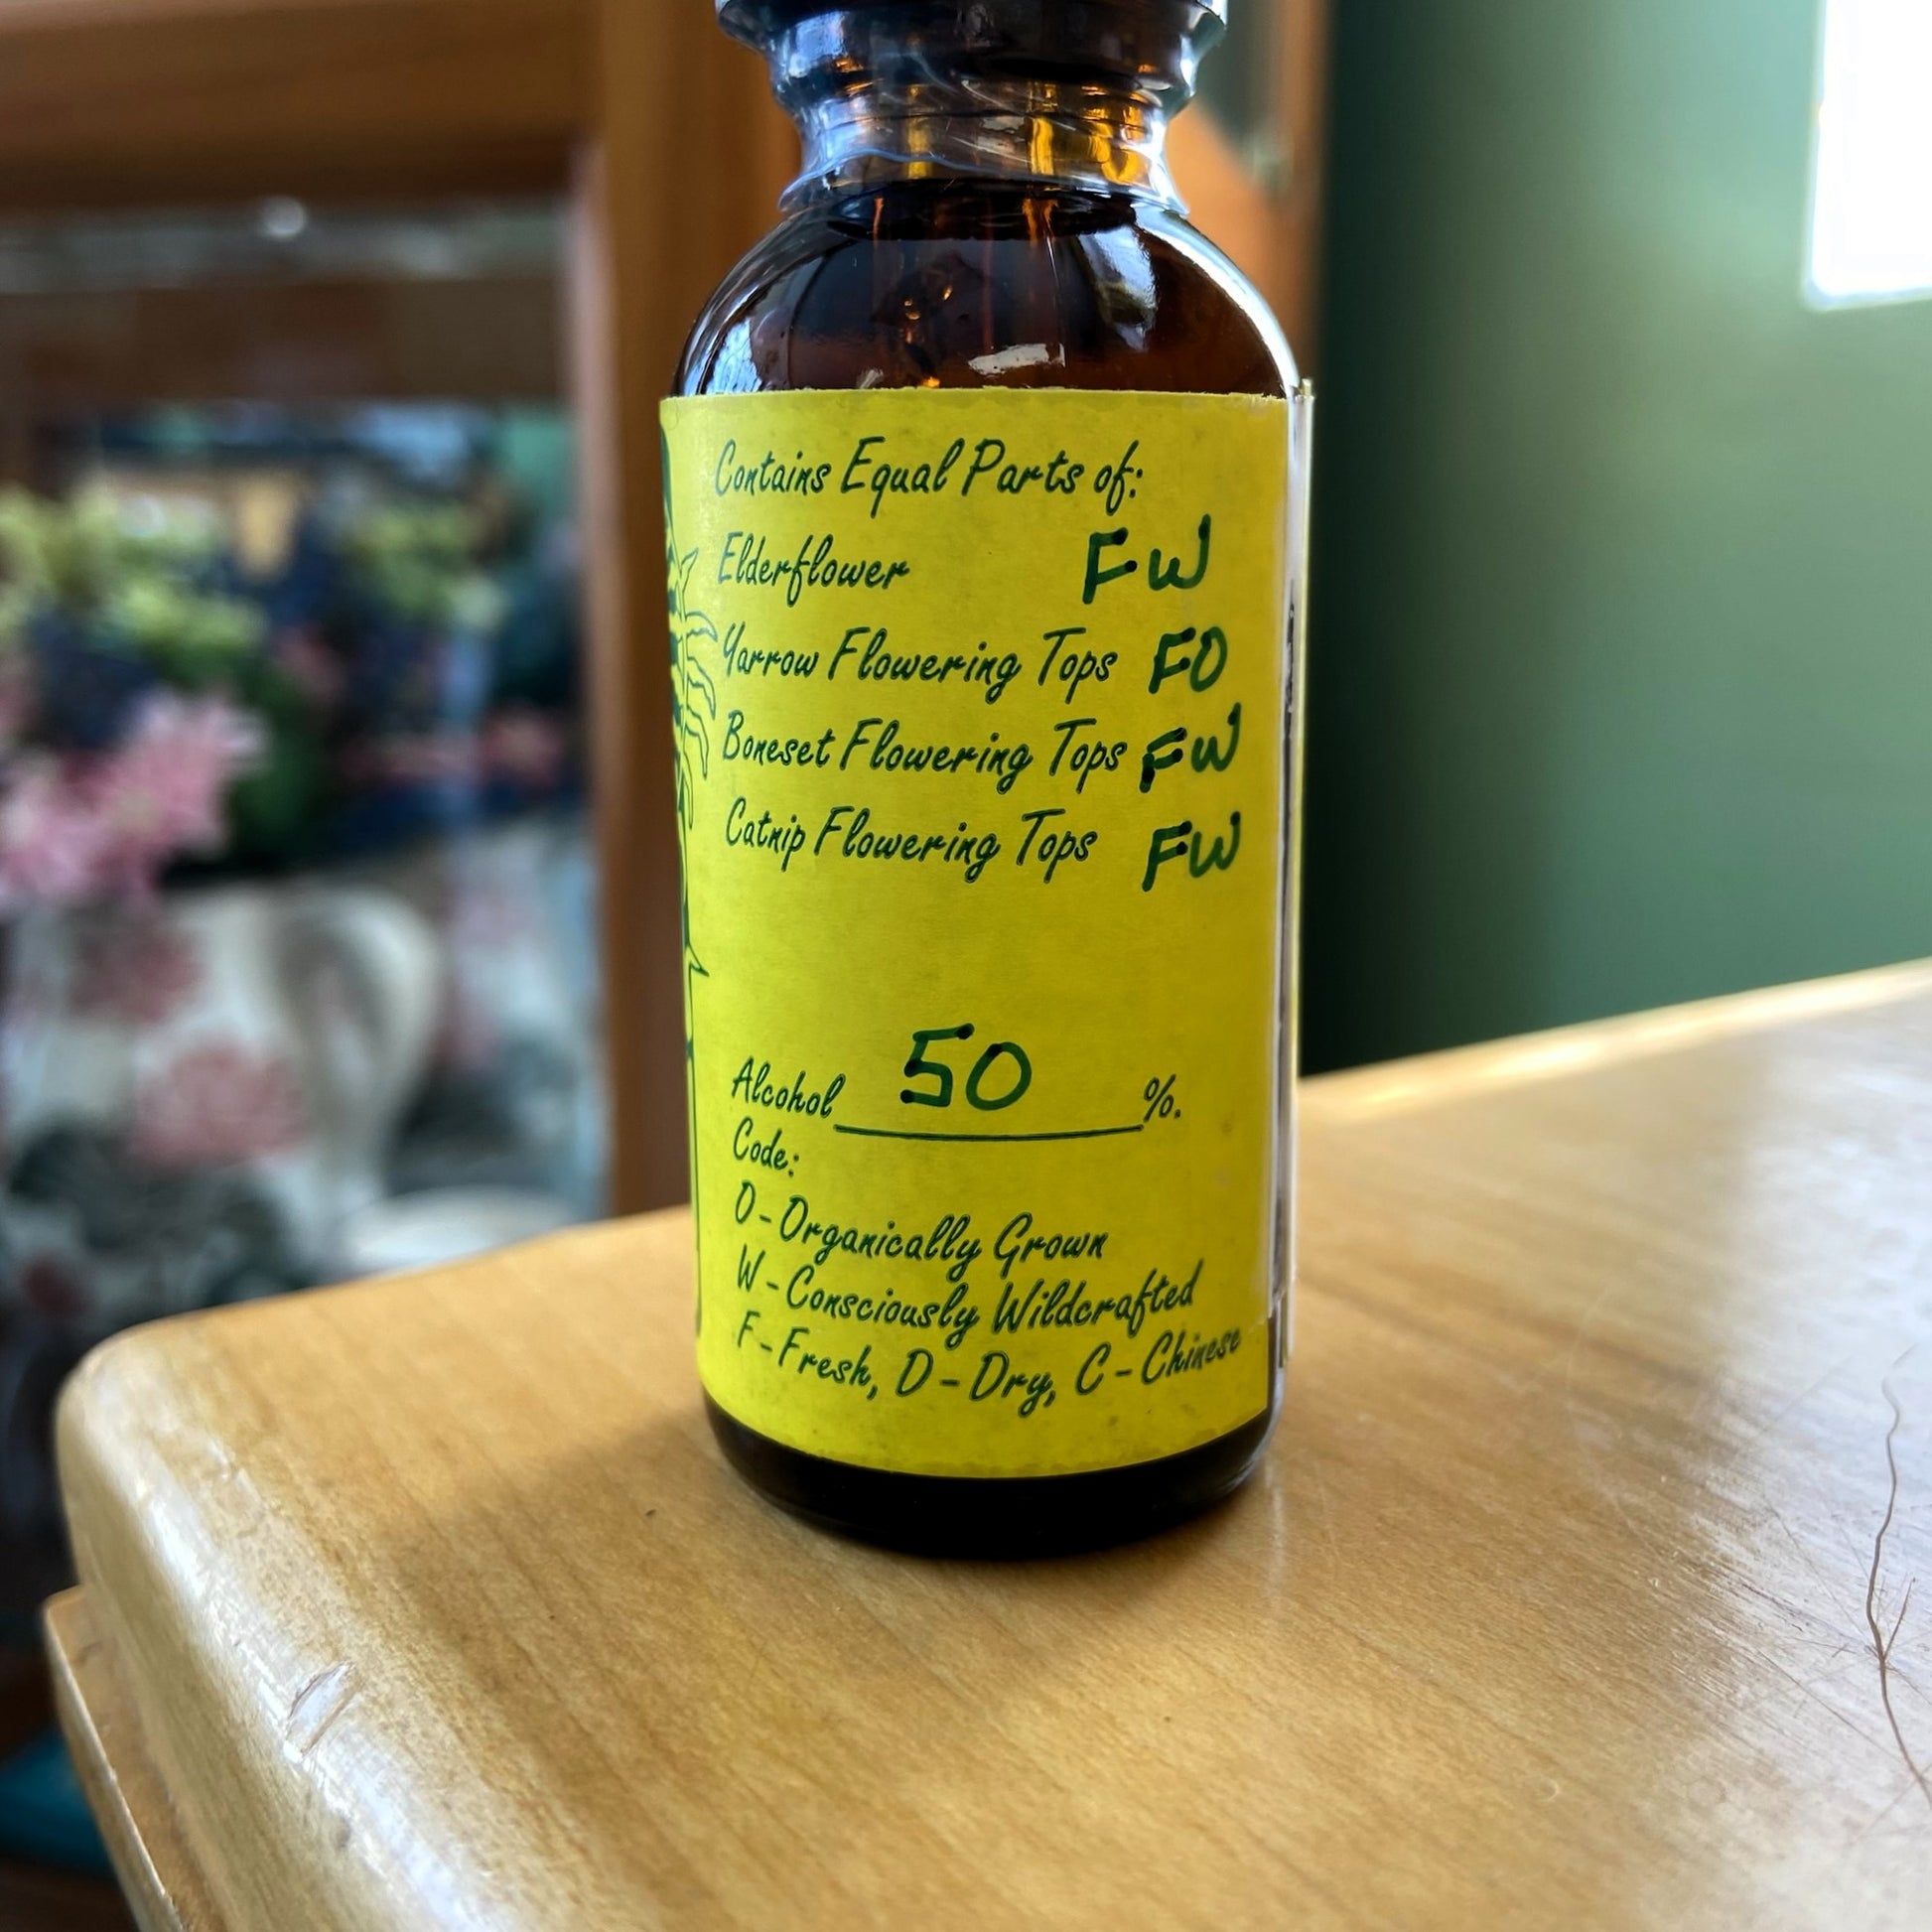 Contains Equal Parts of:
Elderflower FW
Yarrow Flowering Tops FO
Boneset Flowering Tops FW
Catnip Flowering Tops FW
Alcohol 50 %.
Code:
O - Organically Grown
W - Consciously Wildcrafted
F - Fresh, D - Dry, C - Chinese